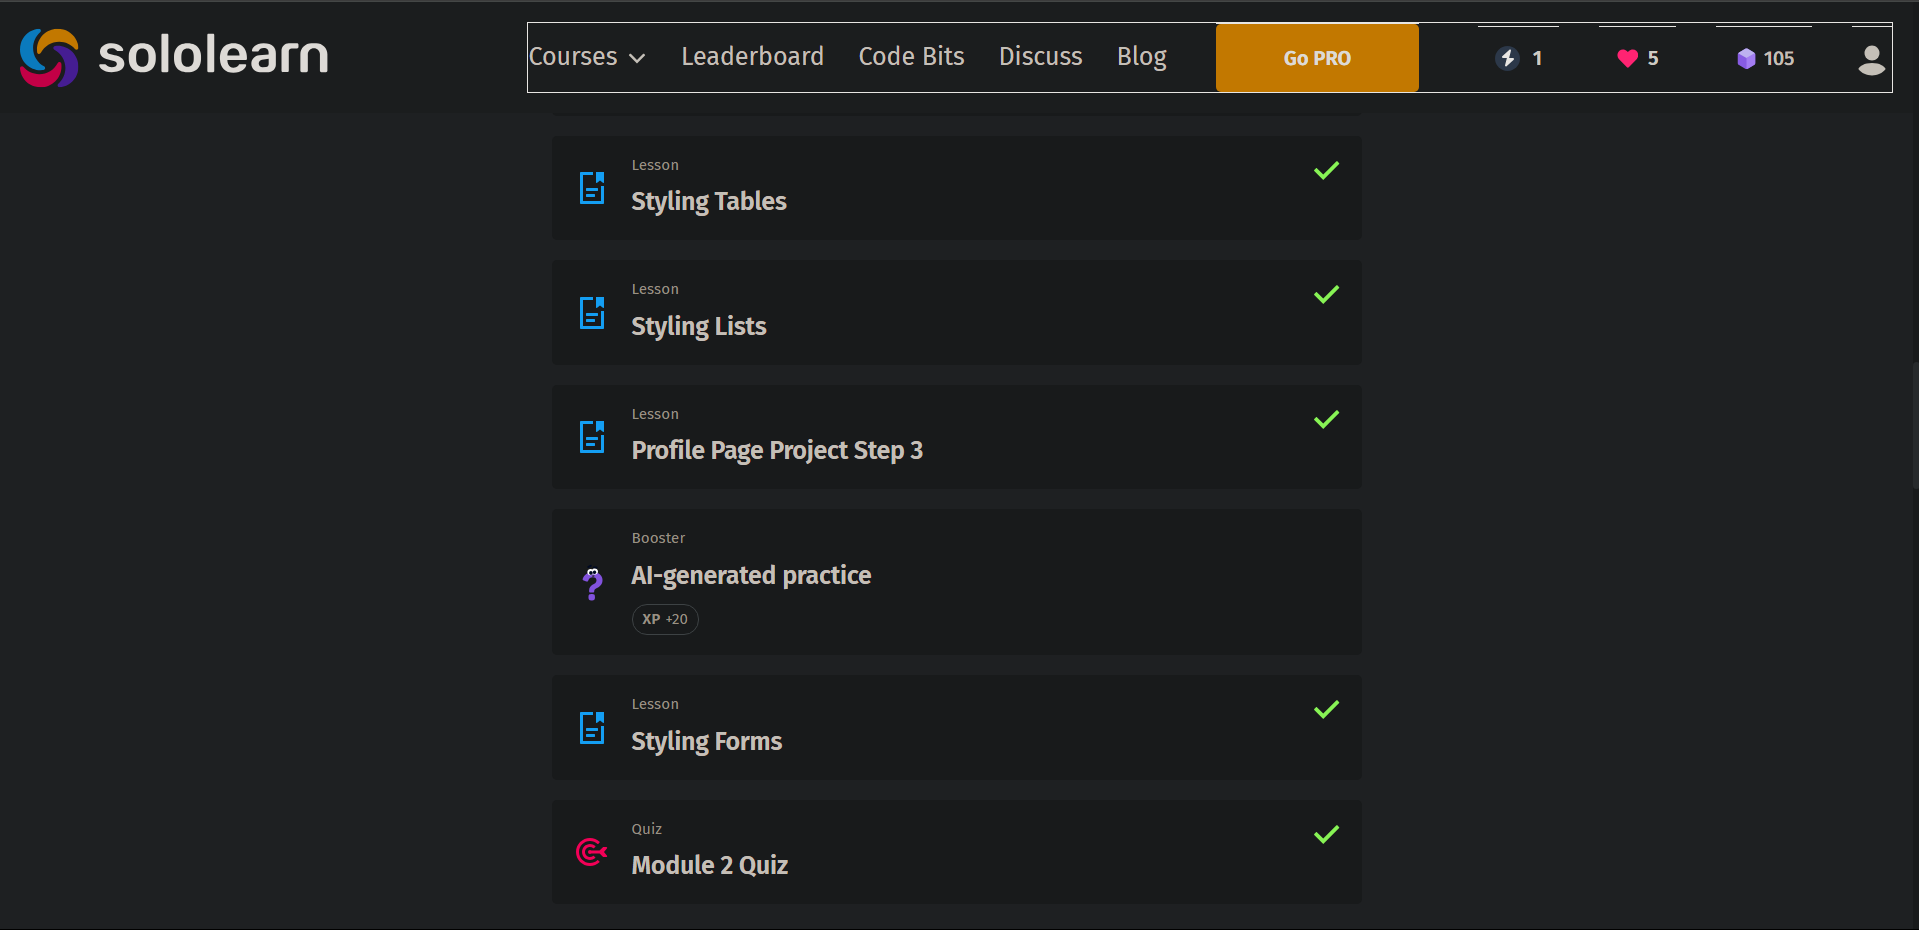 sololearn
Courses Leaderboard Code Bits Discuss Blog Go PRO 1 5 105
Lesson
Styling Tables
Lesson
Styling Lists
Lesson
Profile Page Project Step 3
Booster
AI-generated practice
XP +20
Lesson
Styling Forms
Quiz
Module 2 Quiz